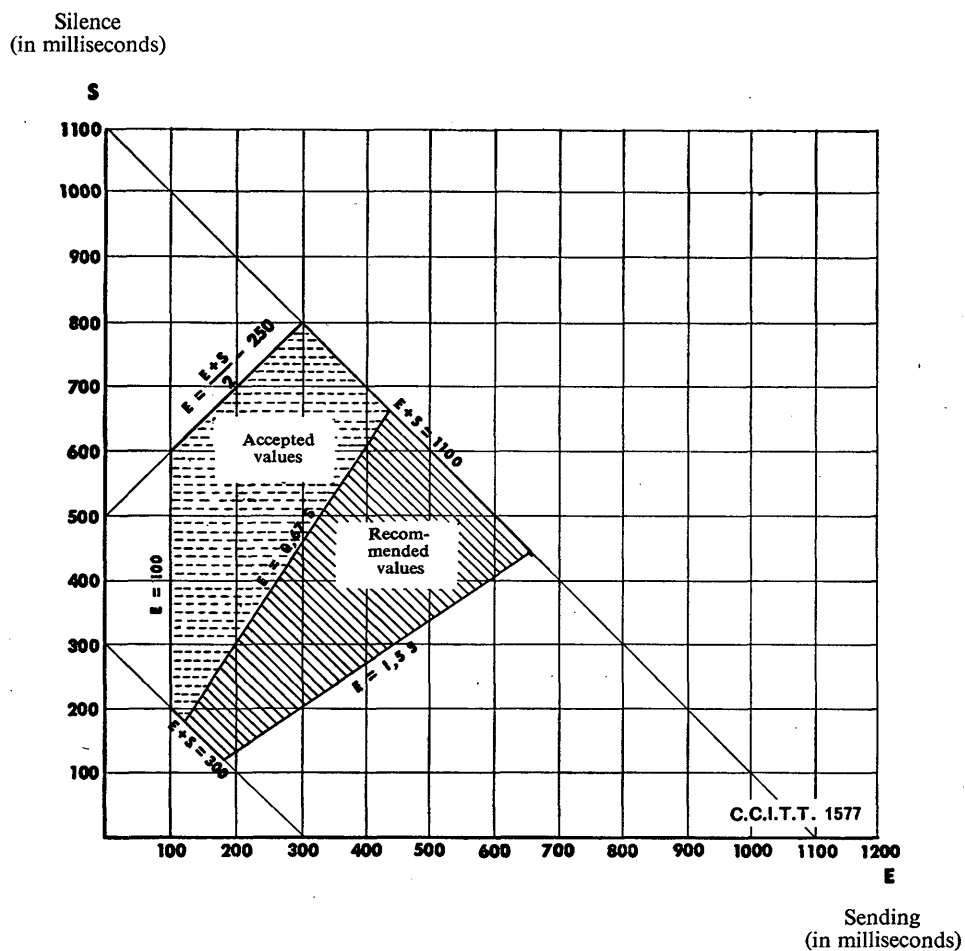 Silence
(in milliseconds)
S
1100
1000
900
800
700
600
500
400
300
200
100
E = E+S/2 - 250
E+S = 1100
Accepted
values
Recom-
mended
values
E = 100
E = 0,67 S
E = 1,5 S
E+S = 300
C.C.I.T.T. 1577
100 200 300 400 500 600 700 800 900 1000 1100 1200
E
Sending
(in milliseconds)